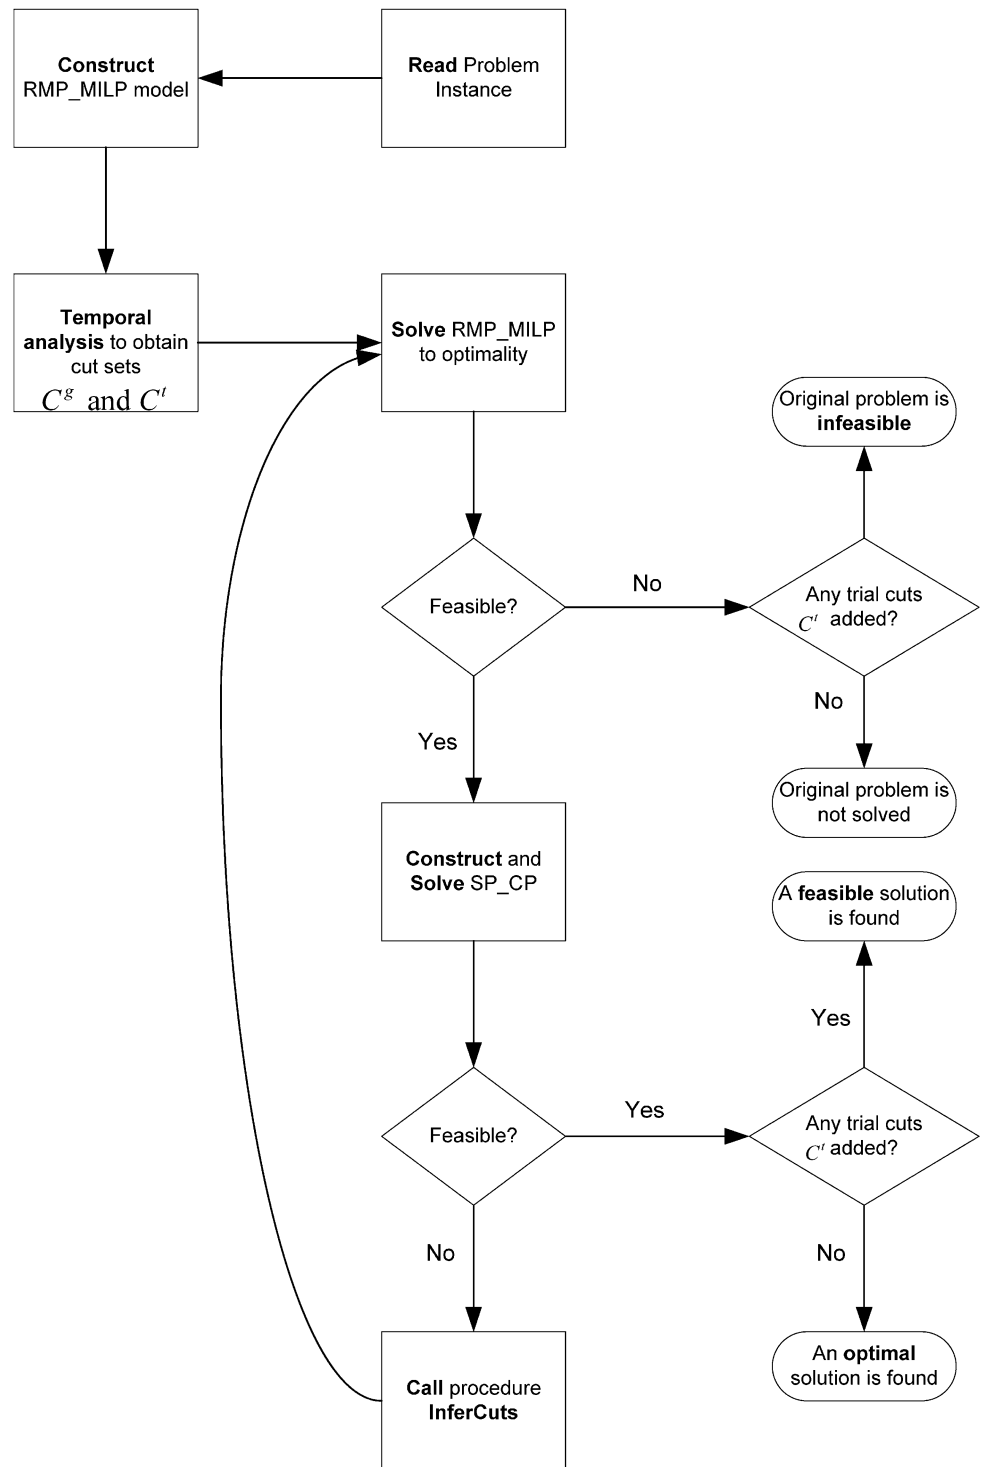 Construct
RMP_MILP model
Read Problem
Instance
Temporal
analysis to obtain
cut sets
C^g and C^t
Solve RMP_MILP
to optimality
Original problem is
infeasible
Feasible?
No
Any trial cuts
C^t added?
No
Yes
Original problem is
not solved
Construct and
Solve SP_CP
A feasible solution
is found
Yes
Feasible?
Yes
Any trial cuts
C^t added?
No
No
An optimal
solution is found
Call procedure
InferCuts